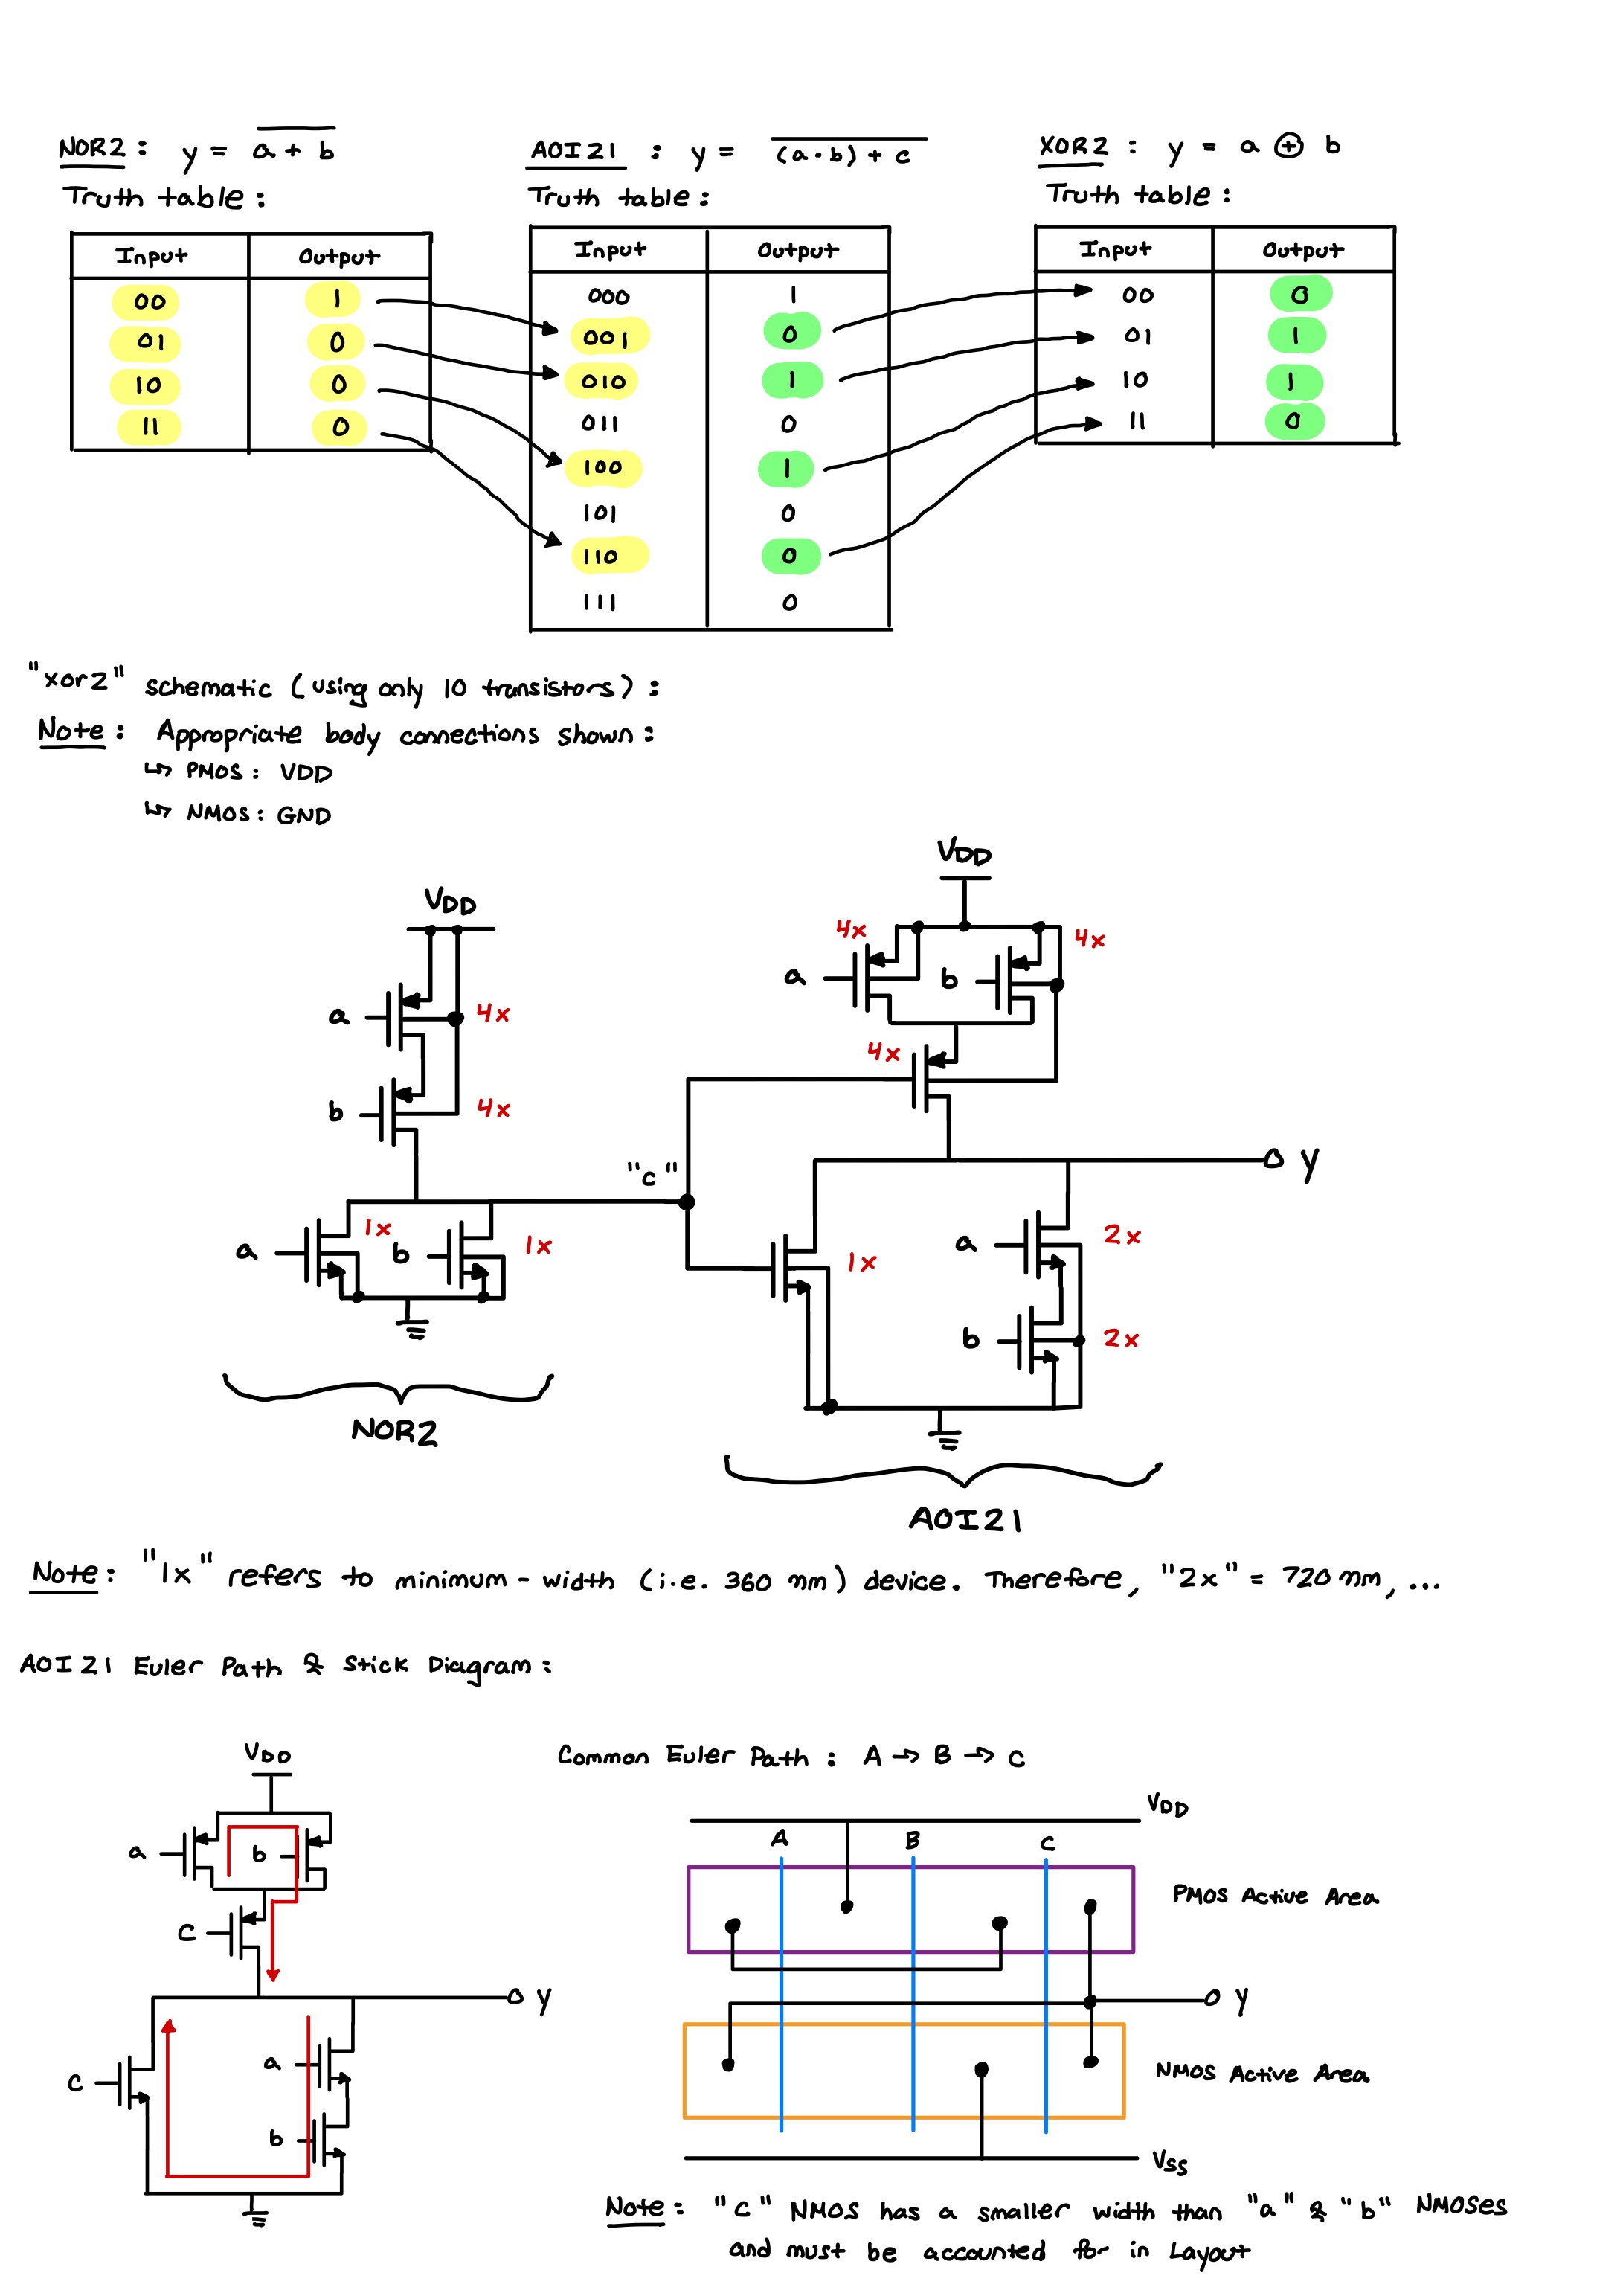 NOR2 : y = \overline{a + b}
Truth table :
Input Output
00 1
01 0
10 0
11 0
AOI21 : y = \overline{(a·b) + c}
Truth table :
Input Output
000 1
001 0
010 1
011 0
100 1
101 0
110 0
111 0
XOR2 : y = a ⊕ b
Truth table :
Input Output
00 0
01 1
10 1
11 0
"xor2" schematic (using only 10 transistors) :
Note : Appropriate body connections shown :
↳ PMOS : VDD
↳ NMOS : GND
VDD
a 4x
b 4x
"c"
a 1x b 1x
NOR2
VDD
4x 4x
a b
4x
Y
1x
a 2x
b 2x
AOI21
Note : "1x" refers to minimum-width (i.e. 360 nm) device. Therefore, "2x" = 720 nm, ...
AOI21 Euler Path & Stick Diagram :
VDD
a b
c
Y
c a
b
Common Euler Path : A → B → C
VDD
A B C
PMOS Active Area
Y
NMOS Active Area
VSS
Note : "c" NMOS has a smaller width than "a" & "b" NMOSes
and must be accounted for in Layout